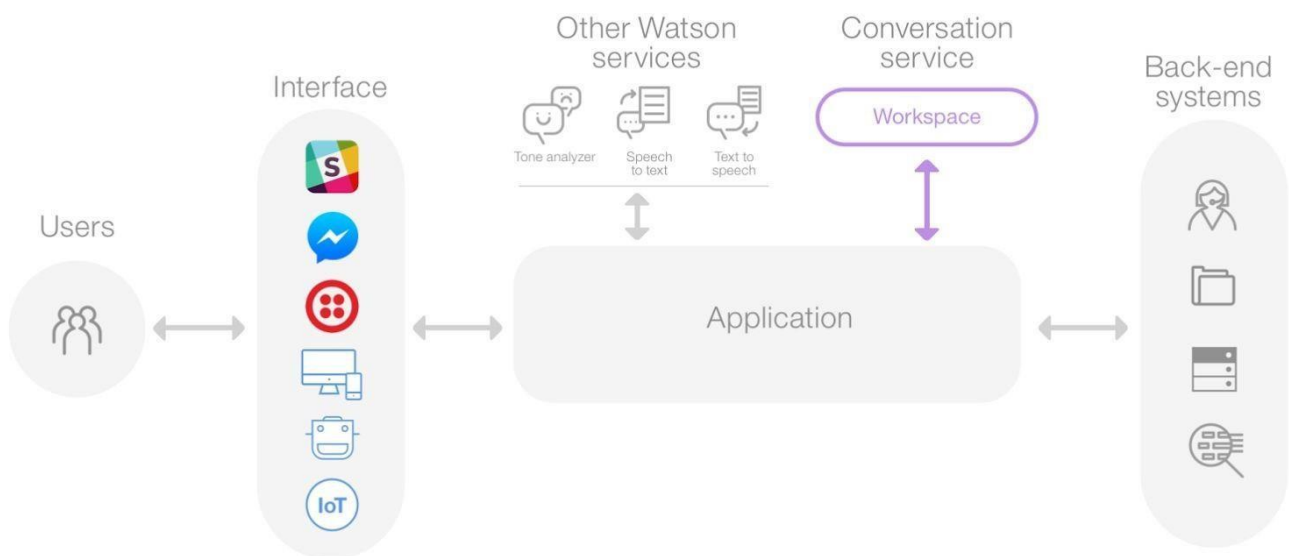 Other Watson
services
Conversation
service
Back-end
systems
Interface
Workspace
Tone analyzer
Speech
to text
Text to
speech
S
Users
Application
IoT